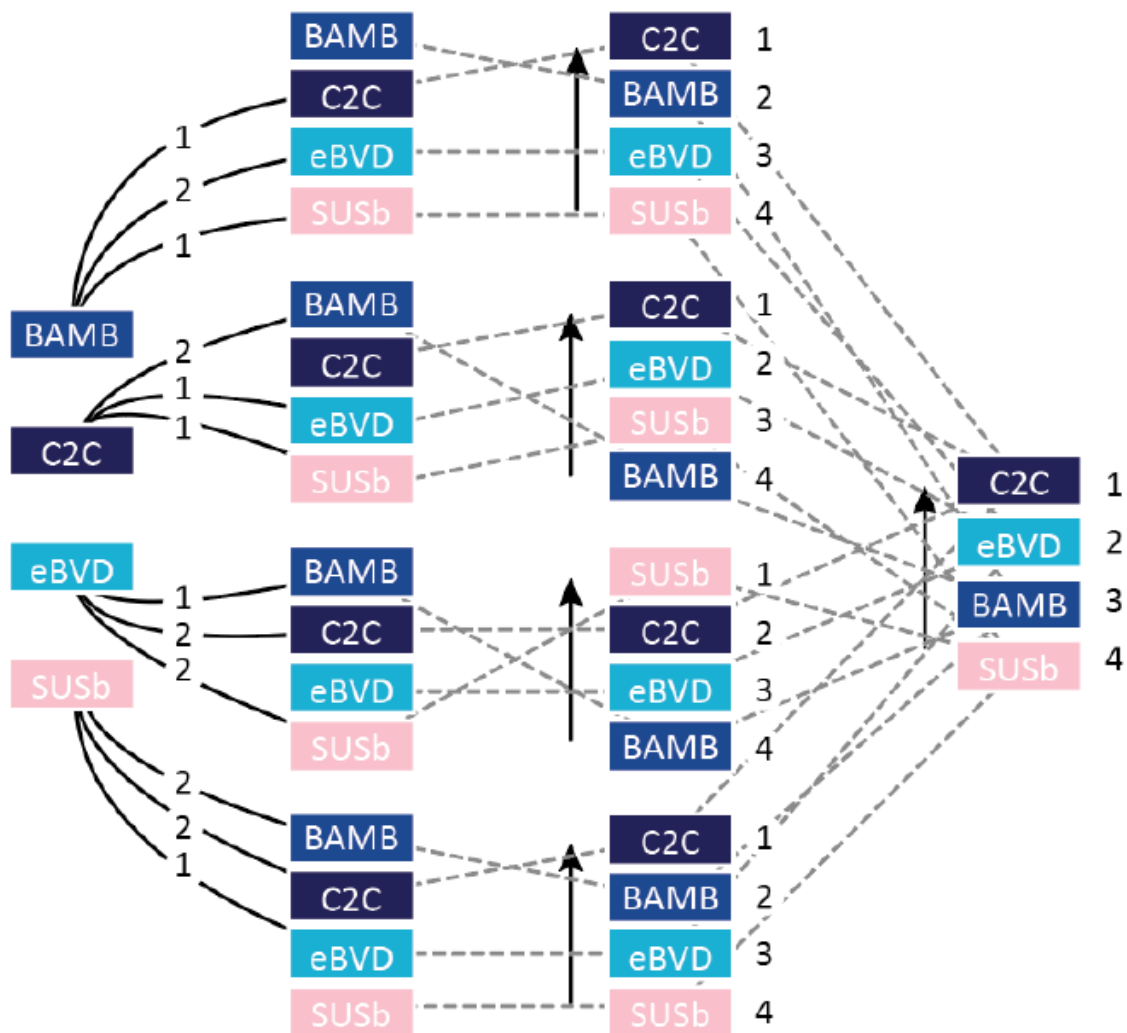 BAMB C2C 1
1 C2C BAMB 2
2 eBVD eBVD 3
1 SUSb SUSb 4
BAMB
BAMB C2C 1
2 C2C eBVD 2
1 eBVD SUSb 3
1 SUSb BAMB 4
C2C
C2C 1
eBVD 2
BAMB 3
SUSb 4
eBVD
BAMB SUSb 1
1 C2C C2C 2
2 eBVD eBVD 3
2 SUSb BAMB 4
SUSb
2 BAMB C2C 1
2 C2C BAMB 2
1 eBVD eBVD 3
SUSb SUSb 4